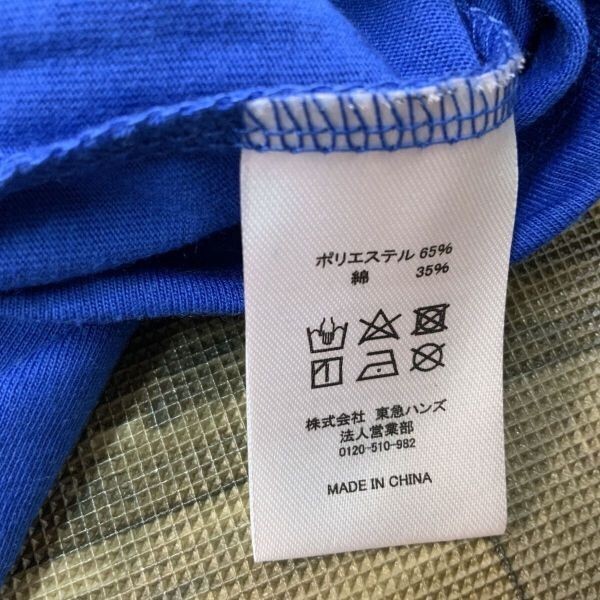 ポリエステル 65%
綿 35%
株式会社 東急ハンズ
法人営業部
0120-510-982
MADE IN CHINA